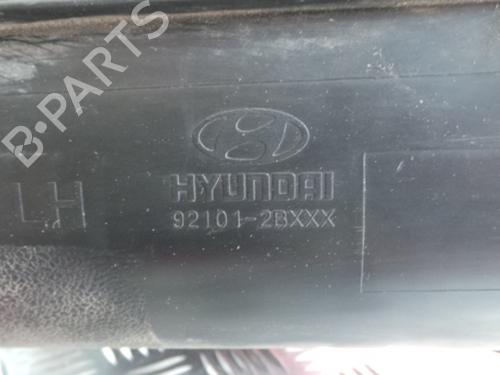 B-PARTS
HYUNDAI
LH
92101-2BXXX